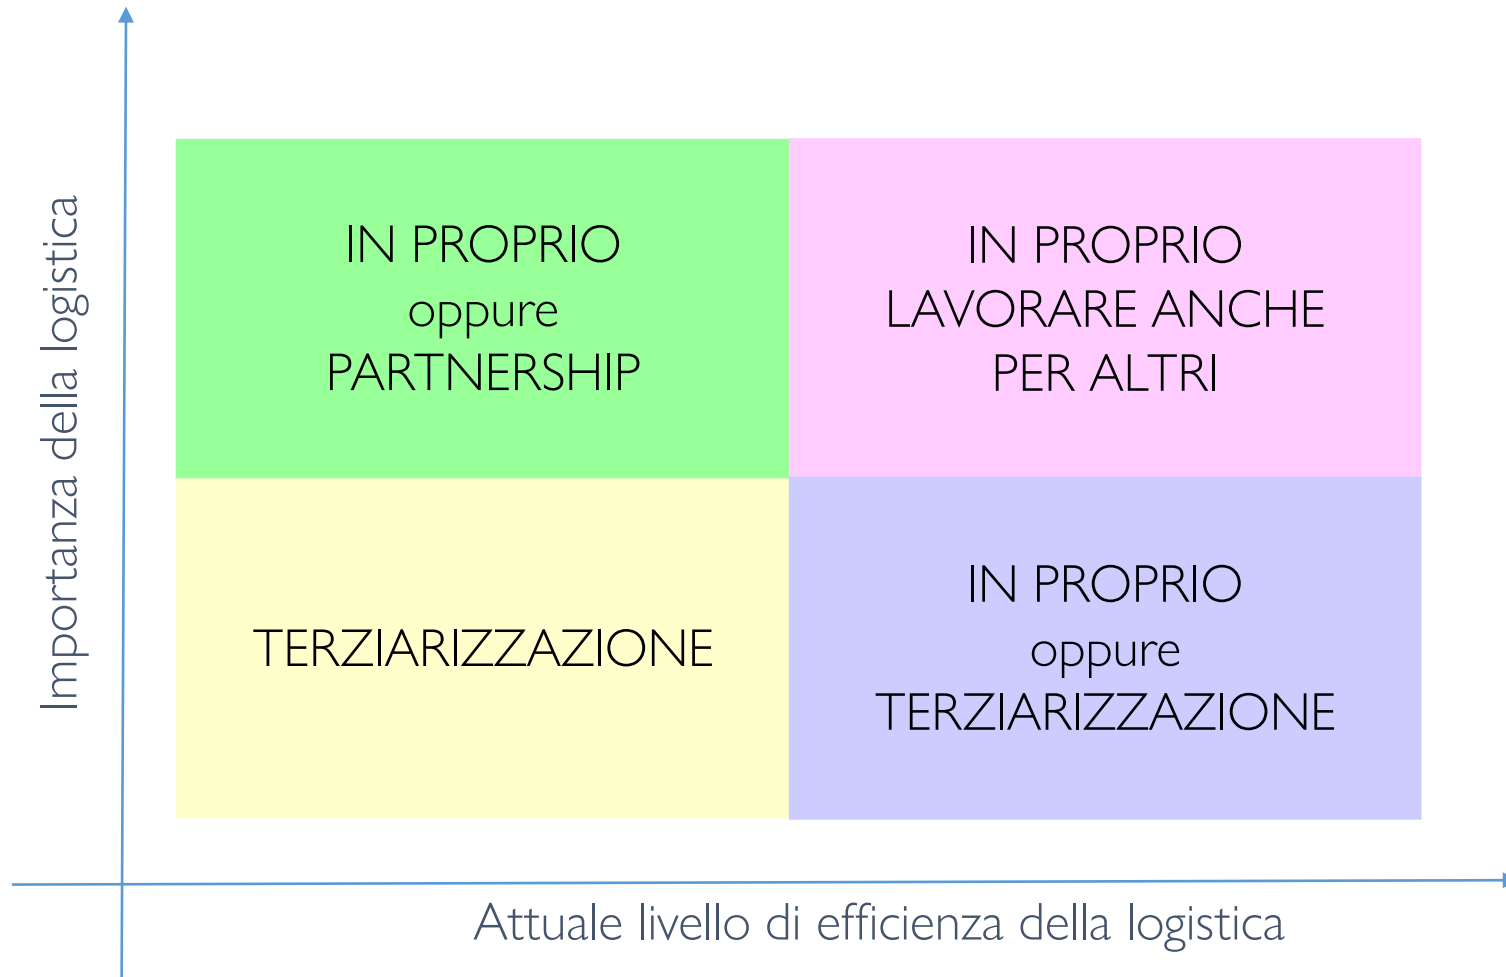 Importanza della logistica
IN PROPRIO
oppure
PARTNERSHIP
IN PROPRIO
LAVORARE ANCHE
PER ALTRI
TERZIARIZZAZIONE
IN PROPRIO
oppure
TERZIARIZZAZIONE
Attuale livello di efficienza della logistica